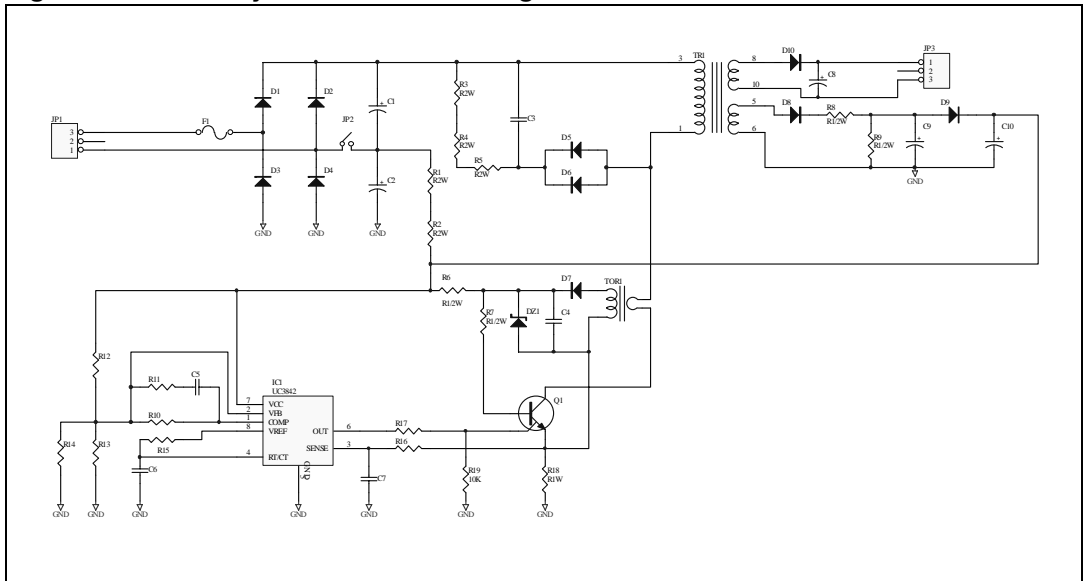 D10
JP3
3
TR1
8
1
2
3
C8
D1
D2
C1
R3
R2W
10
JP1
F1
JP2
C3
5
D8
R8
R1/2W
D9
3
2
1
R4
R2W
D5
1
6
R9
R1/2W
C9
C10
D3
D4
C2
R5
R2W
D6
R1
R2W
GND
GND
GND
GND
R2
R2W
R6
R1/2W
D7
TOR1
R7
R1/2W
DZ1
C4
R12
R11
C5
IC1
UC3842
7
VCC
2
VFB
1
COMP
8
VREF
4
RT/CT
OUT
6
SENSE
3
GND
5
R10
R15
R14
R13
C6
R17
R16
Q1
C7
R19
10K
R18
R1W
GND
GND
GND
GND
GND
GND
GND